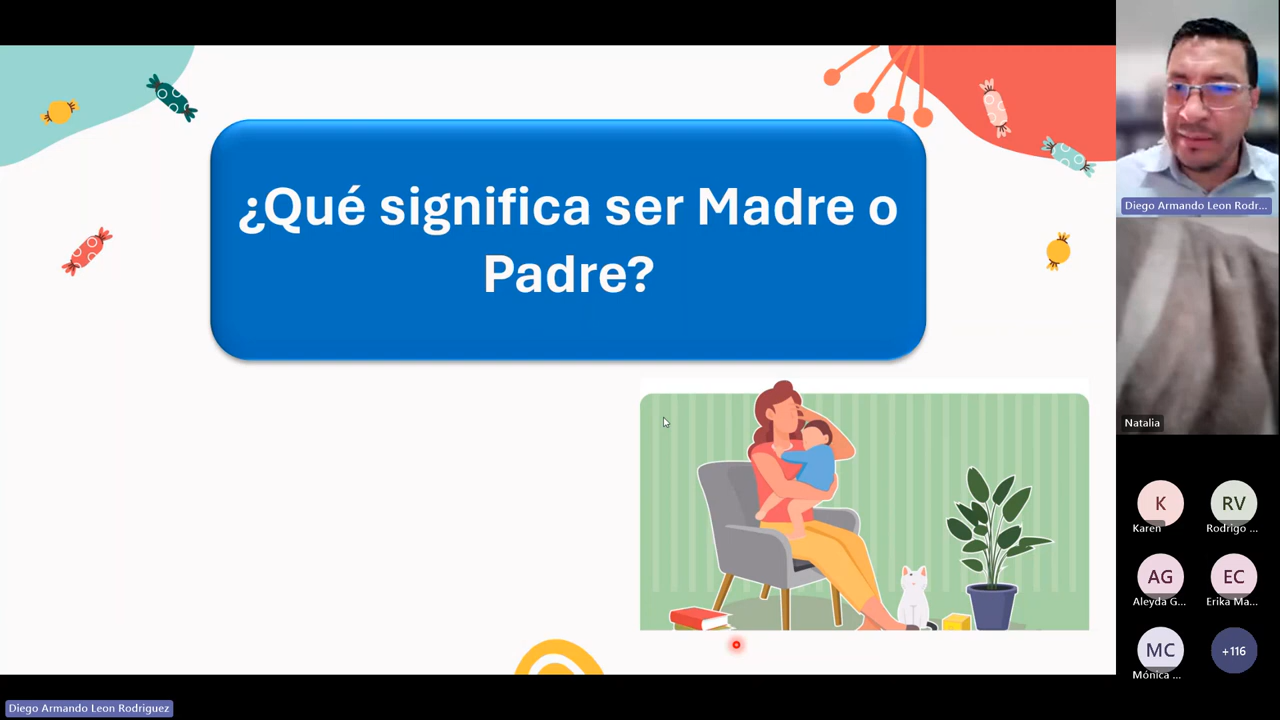 ¿Qué significa ser Madre o
Padre?
Diego Armando Leon Rodr...
Natalia
K
RV
Karen
Rodrigo ...
AG
EC
Aleyda G...
Erika Ma...
MC
+116
Mónica ...
Diego Armando Leon Rodriguez